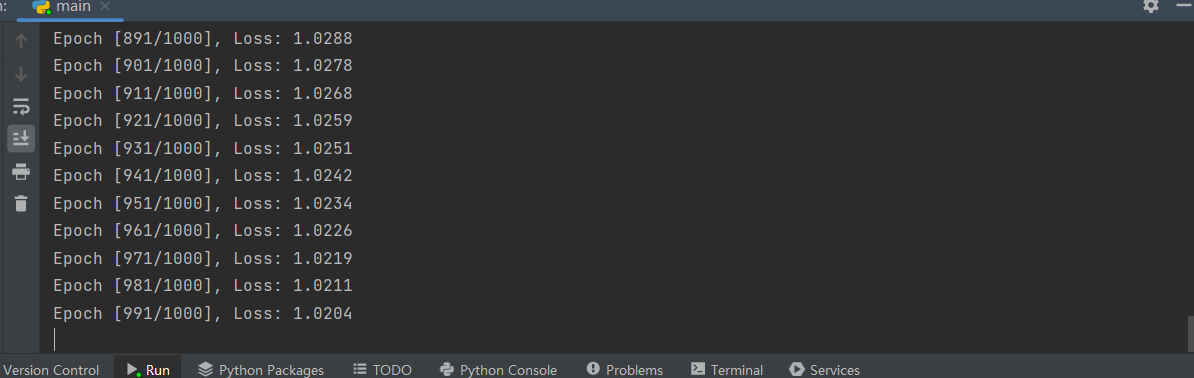 : main
Epoch [891/1000], Loss: 1.0288
Epoch [901/1000], Loss: 1.0278
Epoch [911/1000], Loss: 1.0268
Epoch [921/1000], Loss: 1.0259
Epoch [931/1000], Loss: 1.0251
Epoch [941/1000], Loss: 1.0242
Epoch [951/1000], Loss: 1.0234
Epoch [961/1000], Loss: 1.0226
Epoch [971/1000], Loss: 1.0219
Epoch [981/1000], Loss: 1.0211
Epoch [991/1000], Loss: 1.0204
Version Control Run Python Packages TODO Python Console Problems Terminal Services